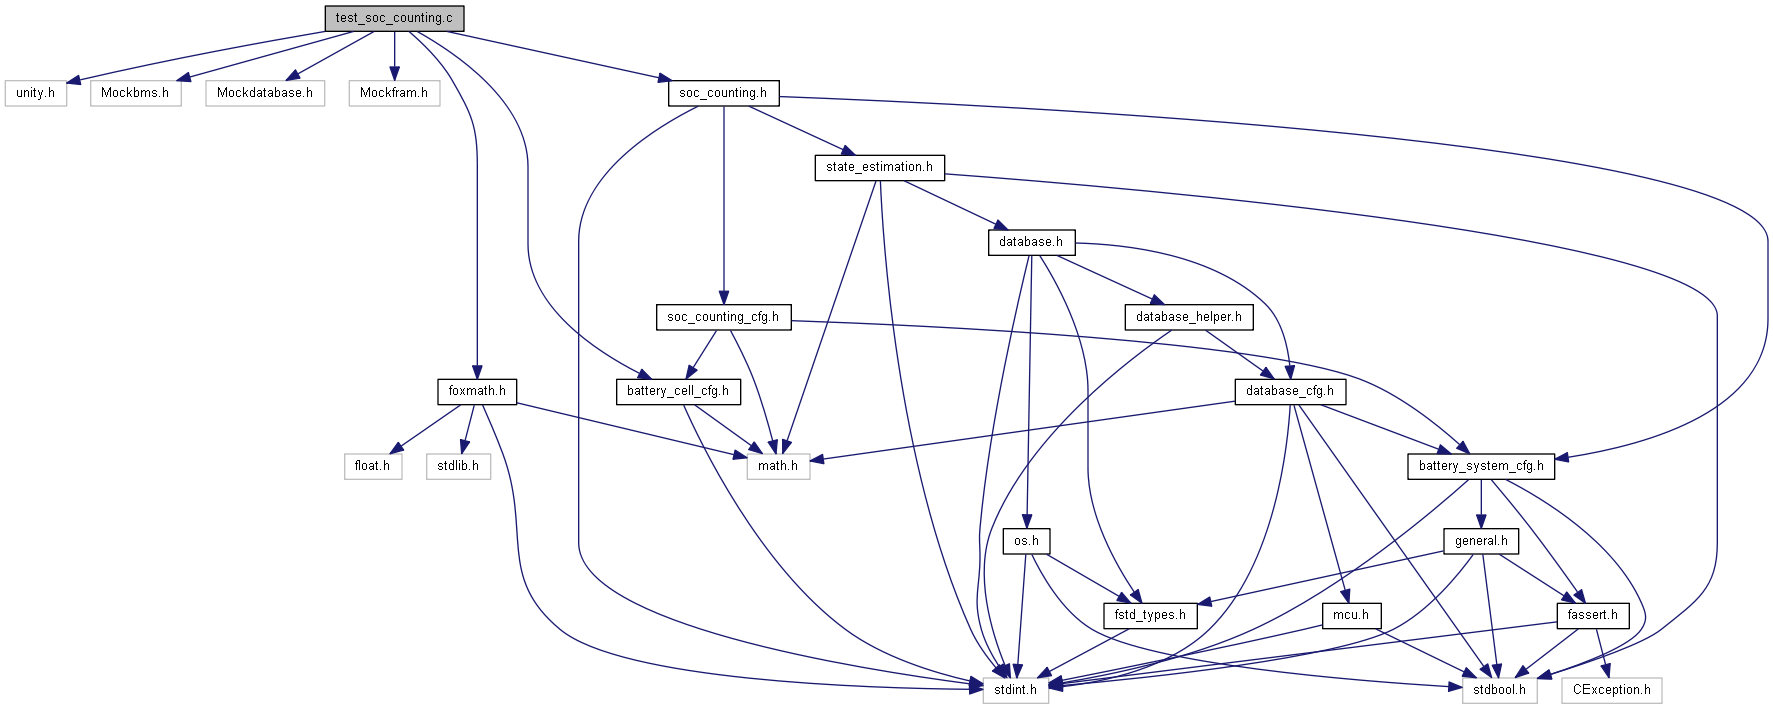 test_soc_counting.c
unity.h
Mockbms.h
Mockdatabase.h
Mockfram.h
soc_counting.h
state_estimation.h
database.h
soc_counting_cfg.h
database_helper.h
foxmath.h
battery_cell_cfg.h
database_cfg.h
float.h
stdlib.h
math.h
battery_system_cfg.h
os.h
general.h
fstd_types.h
mcu.h
fassert.h
stdint.h
stdbool.h
CException.h